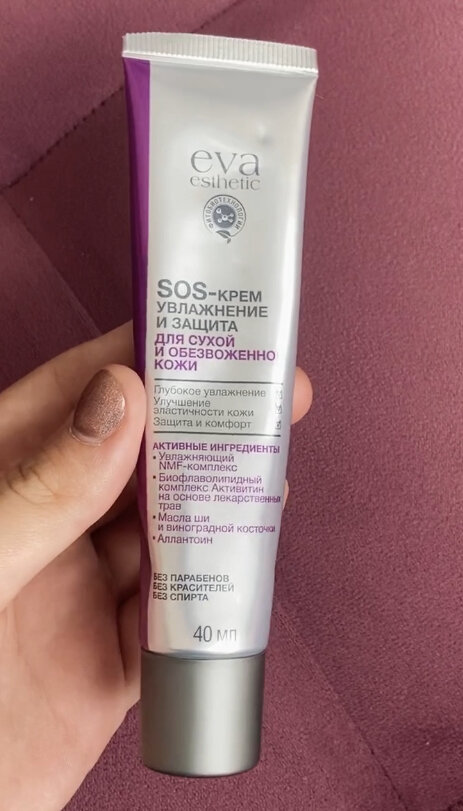 eva
esthetic
ФИТОБИОТЕХНОЛОГИИ
SOS-КРЕМ
УВЛАЖНЕНИЕ
И ЗАЩИТА
ДЛЯ СУХОЙ
И ОБЕЗВОЖЕННО
КОЖИ
Глубокое увлажнение
Улучшение
эластичности кожи
Защита и комфорт
АКТИВНЫЕ ИНГРЕДИЕНТЫ
• Увлажняющий
NMF-комплекс
• Биофлаволипидный
комплекс Активитин
на основе лекарственных
трав
• Масла ши
и виноградной косточки
• Аллантоин
БЕЗ ПАРАБЕНОВ
БЕЗ КРАСИТЕЛЕЙ
БЕЗ СПИРТА
40 мл